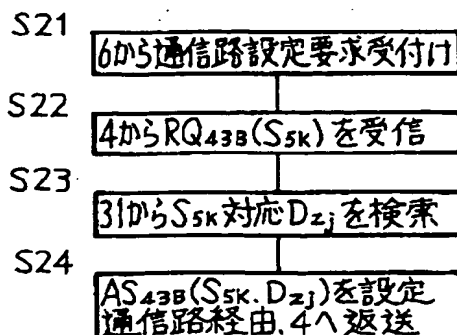 S21
6から通信路設定要求受付け
S22
4からRQ43B(S5K)を受信
S23
31からS5K対応Dzjを検索
S24
AS43B(S5K.Dzj)を設定
通信路経由.4へ返送